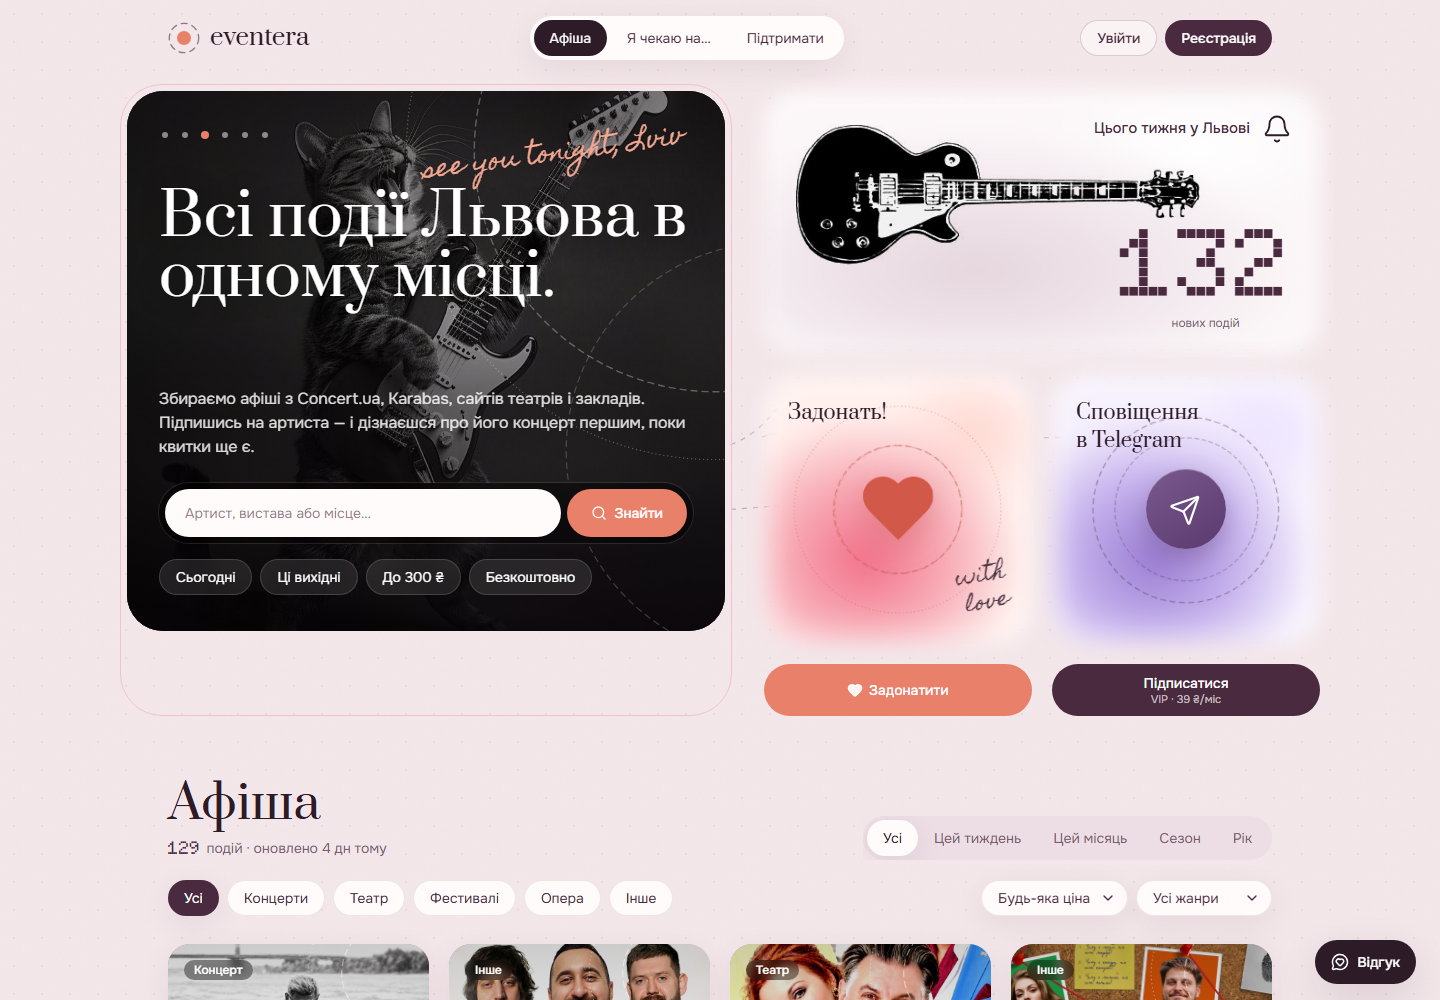 eventera
Афіша
Я чекаю на...
Підтримати
Увійти
Реєстрація
see you tonight, Lviv
Всі події Львова в
одному місці.
Збираємо афіші з Concert.ua, Karabas, сайтів театрів і закладів.
Підпишись на артиста — і дізнаєшся про його концерт першим, поки
квитки ще є.
Артист, вистава або місце...
Знайти
Сьогодні
Ці вихідні
До 300 ₴
Безкоштовно
Цього тижня у Львові
132
нових подій
Задонать!
with
love
Задонатити
Сповіщення
в Telegram
Підписатися
VIP · 39 ₴/міс
Афіша
129 подій · оновлено 4 дн тому
Усі
Цей тиждень
Цей місяць
Сезон
Рік
Усі
Концерти
Театр
Фестивалі
Опера
Інше
Будь-яка ціна
Усі жанри
Концерт
Інше
Театр
Інше
Відгук